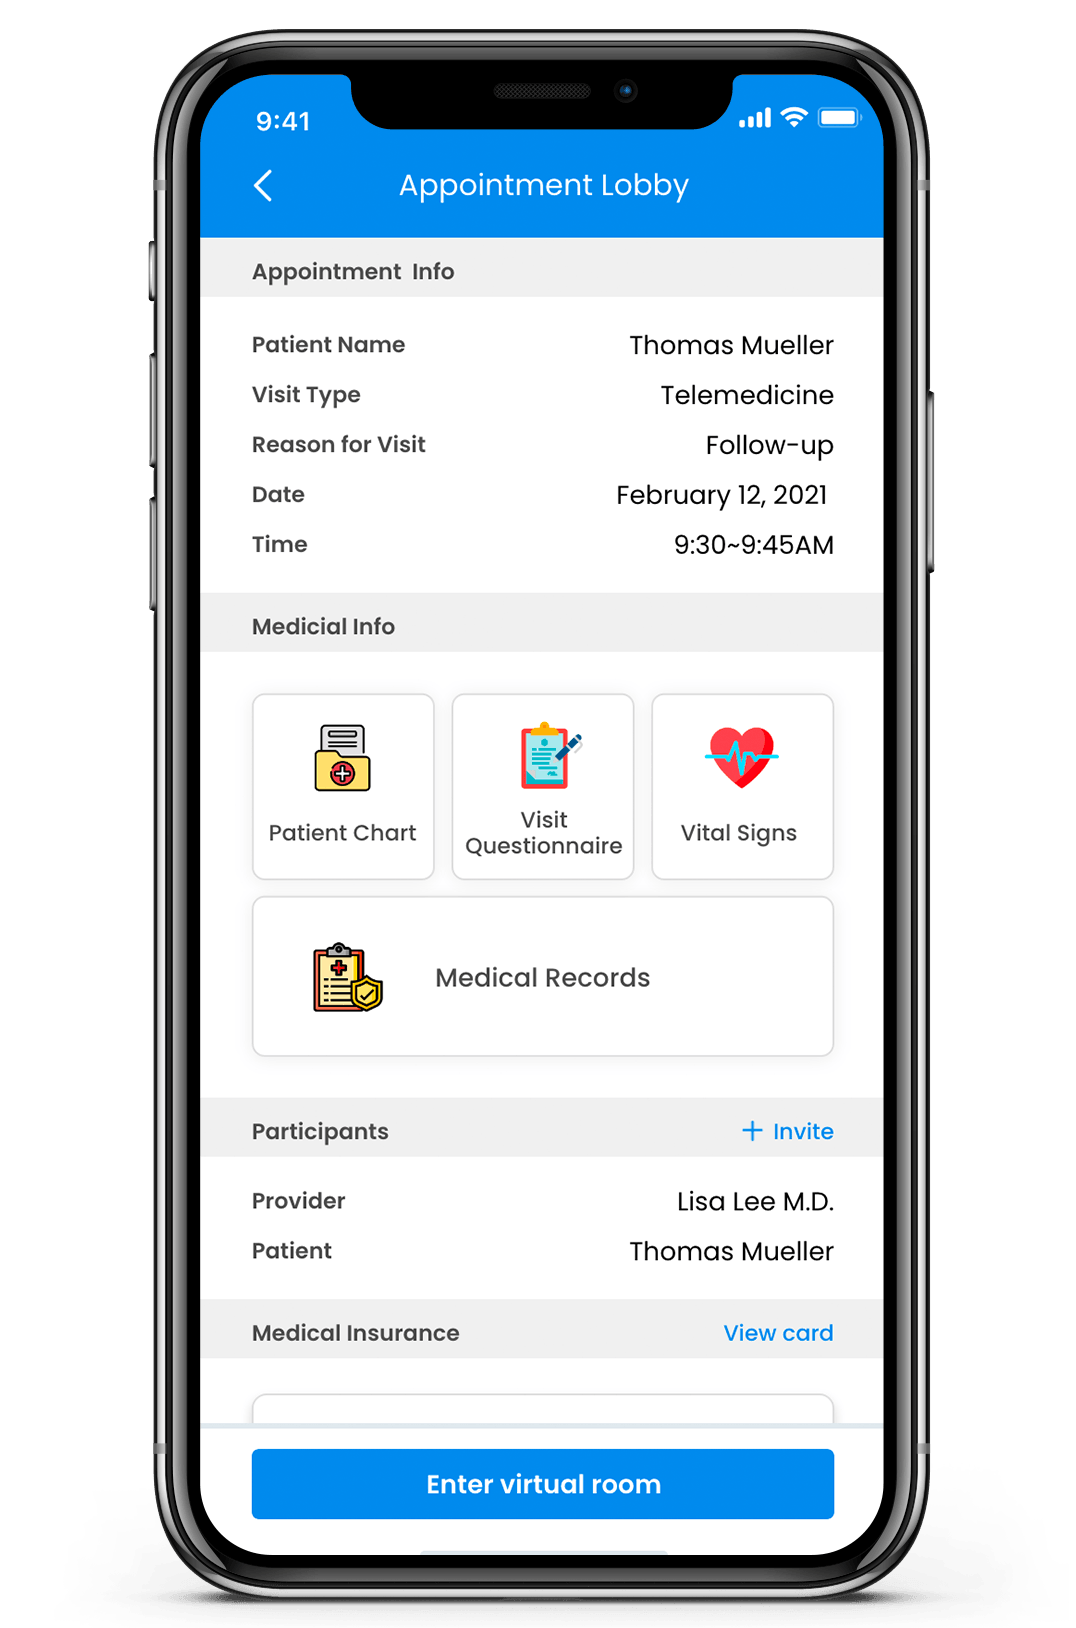 9:41
Appointment Lobby
Appointment Info
Patient Name Thomas Mueller
Visit Type Telemedicine
Reason for Visit Follow-up
Date February 12, 2021
Time 9:30~9:45AM
Medicial Info
Patient Chart
Visit
Questionnaire
Vital Signs
Medical Records
Participants + Invite
Provider Lisa Lee M.D.
Patient Thomas Mueller
Medical Insurance View card
Enter virtual room